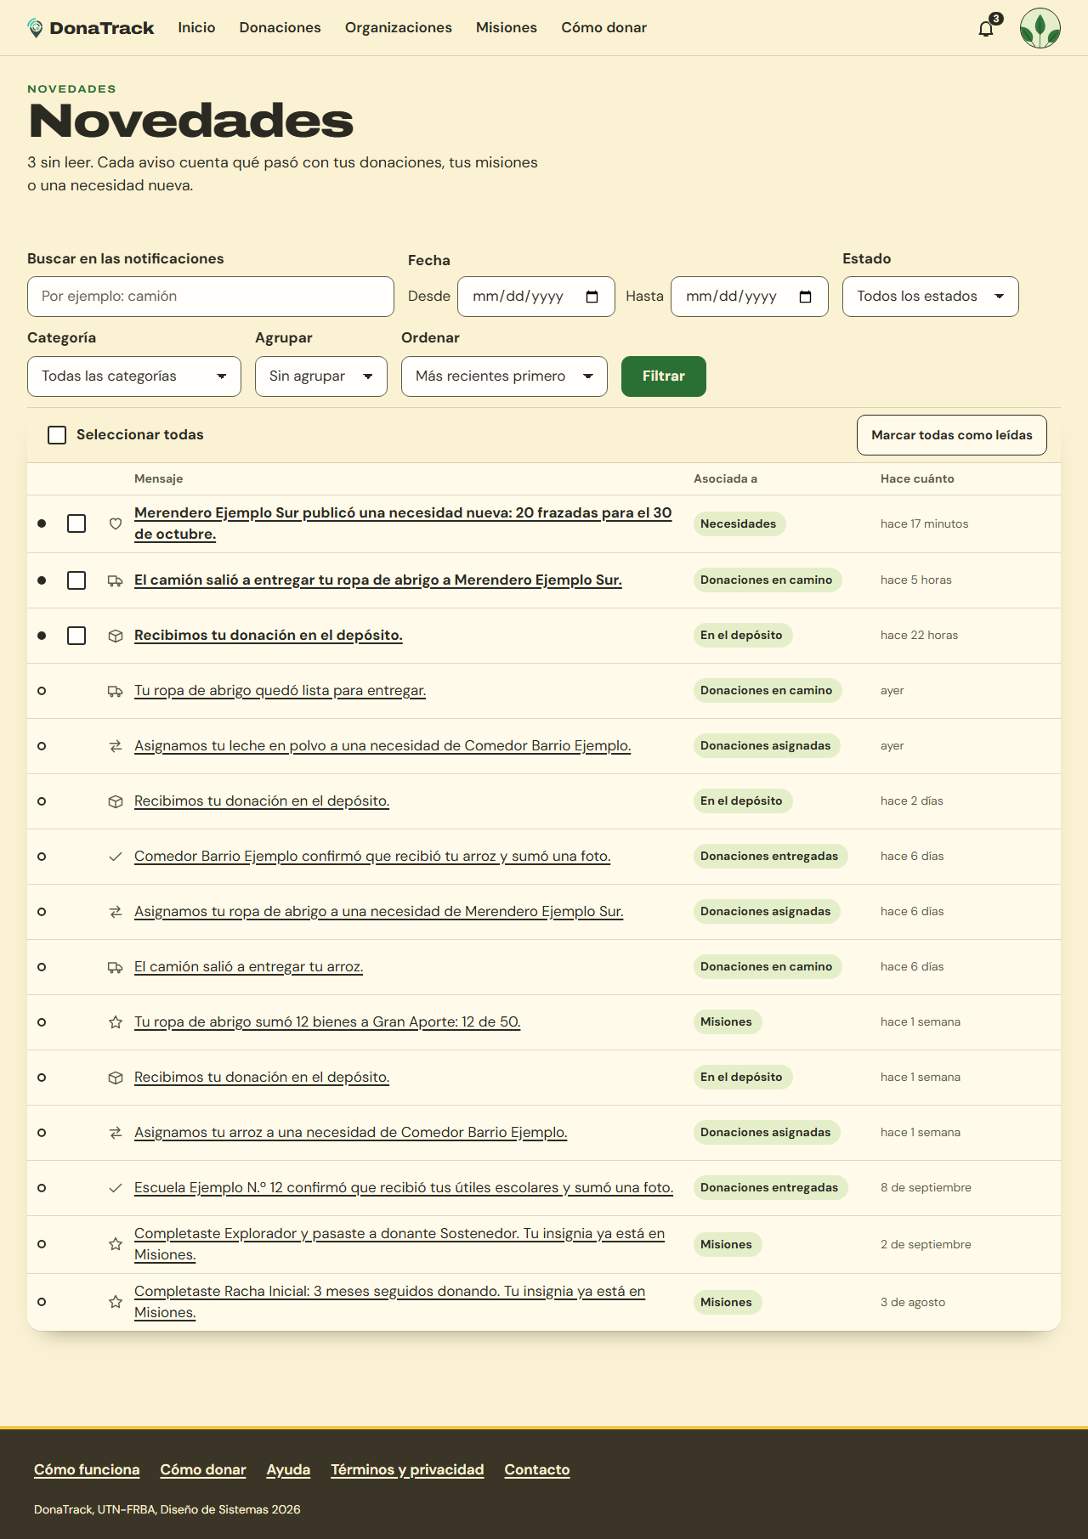 DonaTrack Inicio Donaciones Organizaciones Misiones Cómo donar 3
NOVEDADES
Novedades
3 sin leer. Cada aviso cuenta qué pasó con tus donaciones, tus misiones
o una necesidad nueva.
Buscar en las notificaciones Fecha Estado
Por ejemplo: camión Desde mm/dd/yyyy Hasta mm/dd/yyyy Todos los estados
Categoría Agrupar Ordenar
Todas las categorías Sin agrupar Más recientes primero Filtrar
Seleccionar todas Marcar todas como leídas
Mensaje Asociada a Hace cuánto
Merendero Ejemplo Sur publicó una necesidad nueva: 20 frazadas para el 30
de octubre. Necesidades hace 17 minutos
El camión salió a entregar tu ropa de abrigo a Merendero Ejemplo Sur. Donaciones en camino hace 5 horas
Recibimos tu donación en el depósito. En el depósito hace 22 horas
Tu ropa de abrigo quedó lista para entregar. Donaciones en camino ayer
Asignamos tu leche en polvo a una necesidad de Comedor Barrio Ejemplo. Donaciones asignadas ayer
Recibimos tu donación en el depósito. En el depósito hace 2 días
Comedor Barrio Ejemplo confirmó que recibió tu arroz y sumó una foto. Donaciones entregadas hace 6 días
Asignamos tu ropa de abrigo a una necesidad de Merendero Ejemplo Sur. Donaciones asignadas hace 6 días
El camión salió a entregar tu arroz. Donaciones en camino hace 6 días
Tu ropa de abrigo sumó 12 bienes a Gran Aporte: 12 de 50. Misiones hace 1 semana
Recibimos tu donación en el depósito. En el depósito hace 1 semana
Asignamos tu arroz a una necesidad de Comedor Barrio Ejemplo. Donaciones asignadas hace 1 semana
Escuela Ejemplo N.º 12 confirmó que recibió tus útiles escolares y sumó una foto. Donaciones entregadas 8 de septiembre
Completaste Explorador y pasaste a donante Sostenedor. Tu insignia ya está en
Misiones. Misiones 2 de septiembre
Completaste Racha Inicial: 3 meses seguidos donando. Tu insignia ya está en
Misiones. Misiones 3 de agosto
Cómo funciona Cómo donar Ayuda Términos y privacidad Contacto
DonaTrack, UTN-FRBA, Diseño de Sistemas 2026